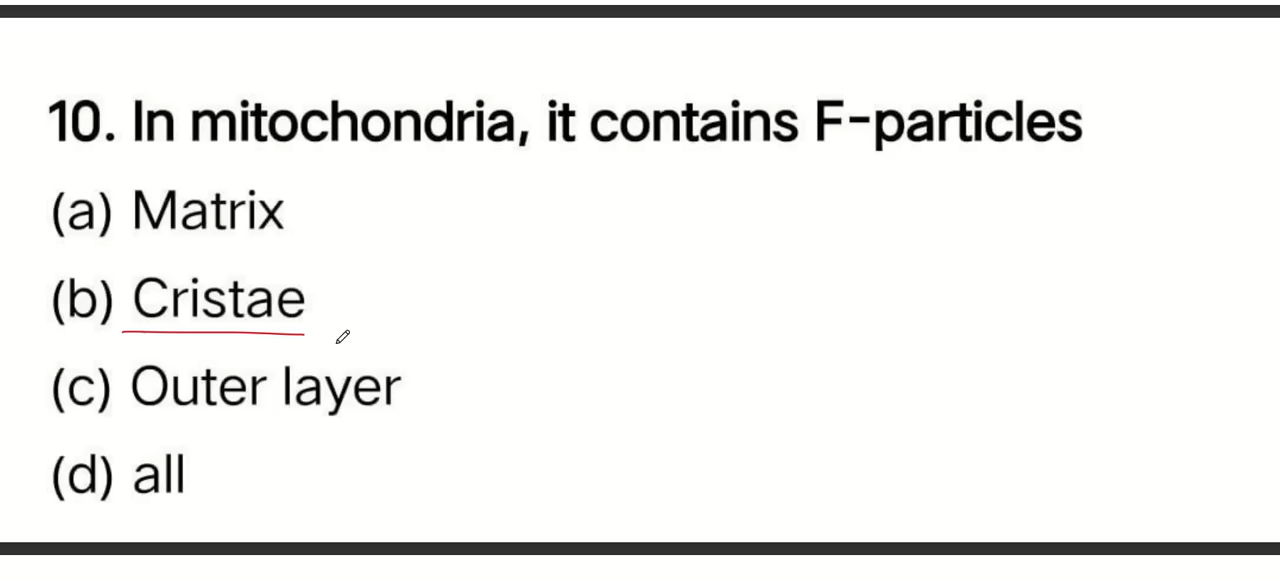 10. In mitochondria, it contains F-particles
(a) Matrix
(b) Cristae
(c) Outer layer
(d) all